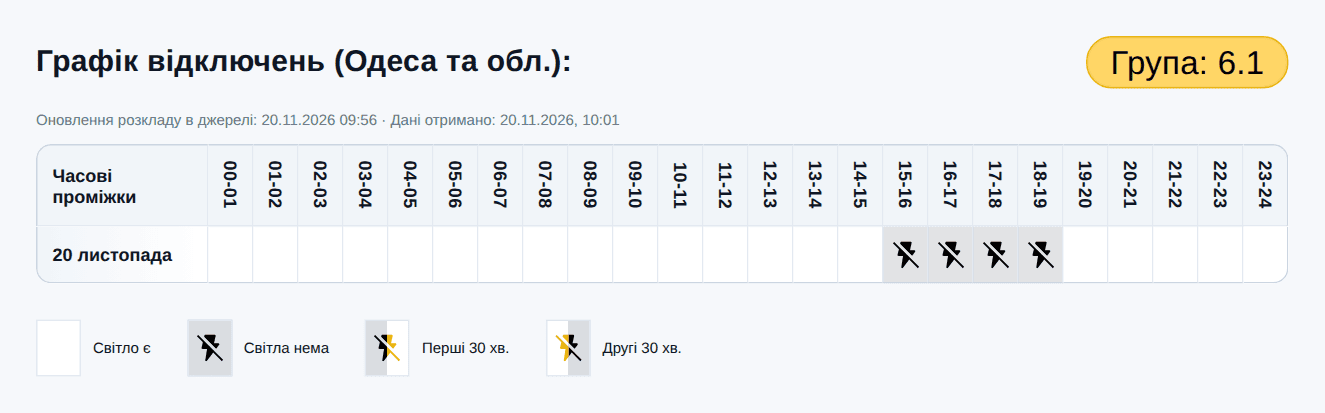 Графік відключень (Одеса та обл.):
Група: 6.1
Оновлення розкладу в джерелі: 20.11.2026 09:56 · Дані отримано: 20.11.2026, 10:01
Часові
проміжки
00-01
01-02
02-03
03-04
04-05
05-06
06-07
07-08
08-09
09-10
10-11
11-12
12-13
13-14
14-15
15-16
16-17
17-18
18-19
19-20
20-21
21-22
22-23
23-24
20 листопада
Світло є
Світла нема
Перші 30 хв.
Другі 30 хв.